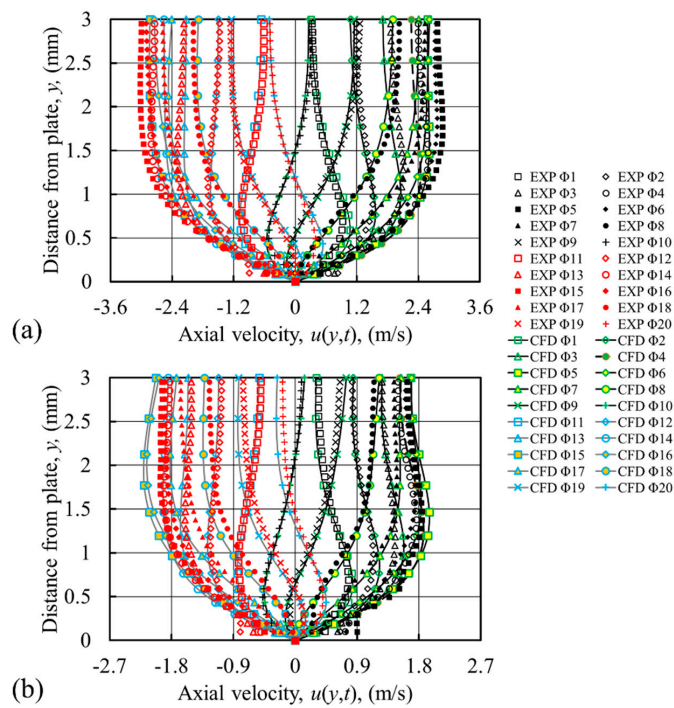 3
2.5
2
1.5
1
0.5
0
Distance from plate, y, (mm)
-3.6 -2.4 -1.2 0 1.2 2.4 3.6
(a) Axial velocity, u(y,t), (m/s)
3
2.5
2
1.5
1
0.5
0
Distance from plate, y, (mm)
-2.7 -1.8 -0.9 0 0.9 1.8 2.7
(b) Axial velocity, u(y,t), (m/s)
EXP Φ1 EXP Φ2
EXP Φ3 EXP Φ4
EXP Φ5 EXP Φ6
EXP Φ7 EXP Φ8
EXP Φ9 EXP Φ10
EXP Φ11 EXP Φ12
EXP Φ13 EXP Φ14
EXP Φ15 EXP Φ16
EXP Φ17 EXP Φ18
EXP Φ19 EXP Φ20
CFD Φ1 CFD Φ2
CFD Φ3 CFD Φ4
CFD Φ5 CFD Φ6
CFD Φ7 CFD Φ8
CFD Φ9 CFD Φ10
CFD Φ11 CFD Φ12
CFD Φ13 CFD Φ14
CFD Φ15 CFD Φ16
CFD Φ17 CFD Φ18
CFD Φ19 CFD Φ20